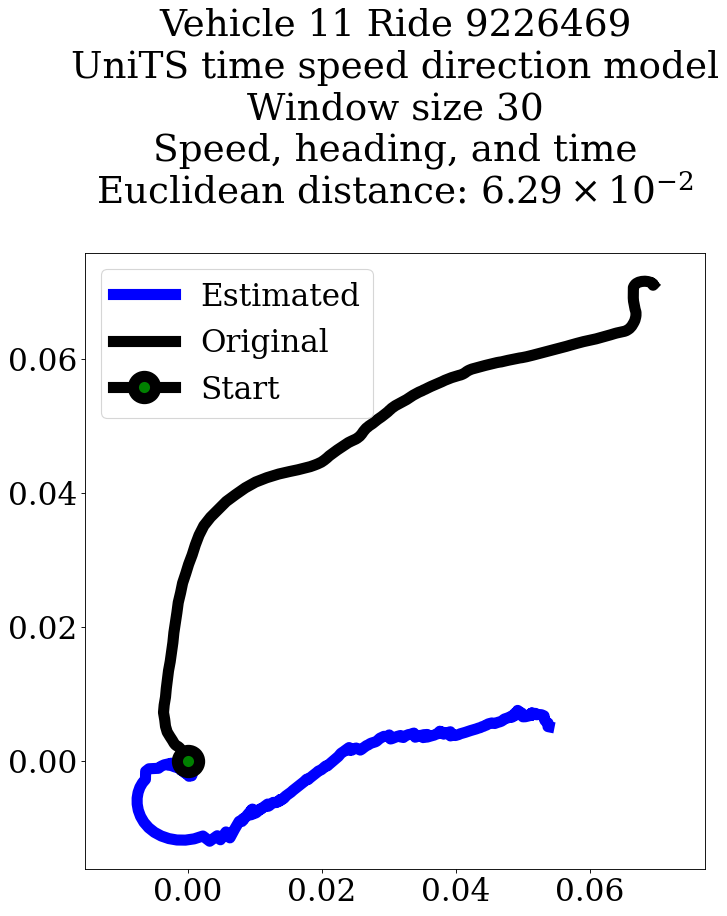 Vehicle 11 Ride 9226469
UniTS time speed direction model
Window size 30
Speed, heading, and time
Euclidean distance: $6.29 \times 10^{-2}$
Estimated
Original
Start
0.06
0.04
0.02
0.00
0.00 0.02 0.04 0.06